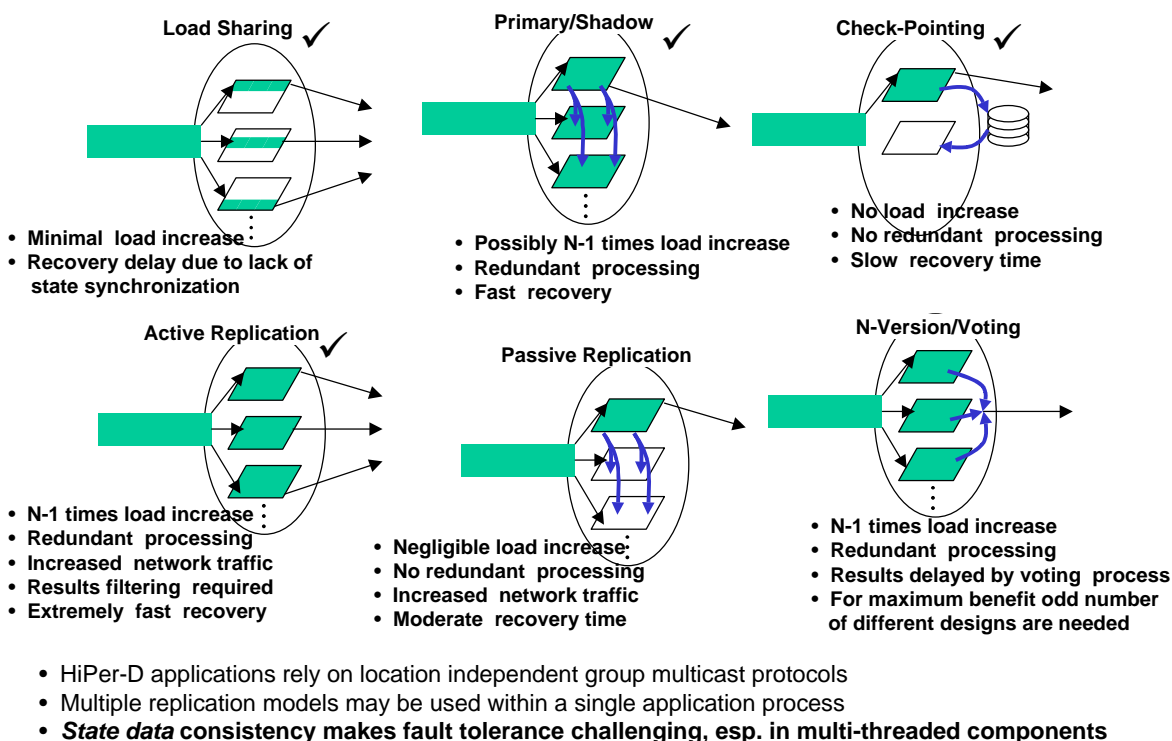 Load Sharing
• Minimal load increase
• Recovery delay due to lack of
state synchronization
Primary/Shadow
• Possibly N-1 times load increase
• Redundant processing
• Fast recovery
Check-Pointing
• No load increase
• No redundant processing
• Slow recovery time
Active Replication
• N-1 times load increase
• Redundant processing
• Increased network traffic
• Results filtering required
• Extremely fast recovery
Passive Replication
• Negligible load increase
• No redundant processing
• Increased network traffic
• Moderate recovery time
N-Version/Voting
• N-1 times load increase
• Redundant processing
• Results delayed by voting process
• For maximum benefit odd number
of different designs are needed
• HiPer-D applications rely on location independent group multicast protocols
• Multiple replication models may be used within a single application process
• State data consistency makes fault tolerance challenging, esp. in multi-threaded components